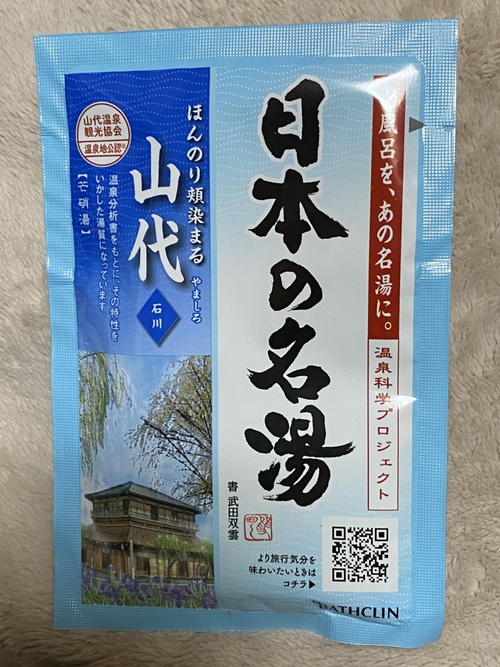 お風呂を、あの名湯に。
温泉科学プロジェクト
日本の名湯
書 武田双雲
ほんのり頬染まる
山代
やましろ
石川
山代温泉
観光協会
温泉地公認
温泉分析書をもとに、その特性を
いかした湯質になっています。
【芒硝湯】
より旅行気分を
味わいたいときは
コチラ▶
BATHCLIN